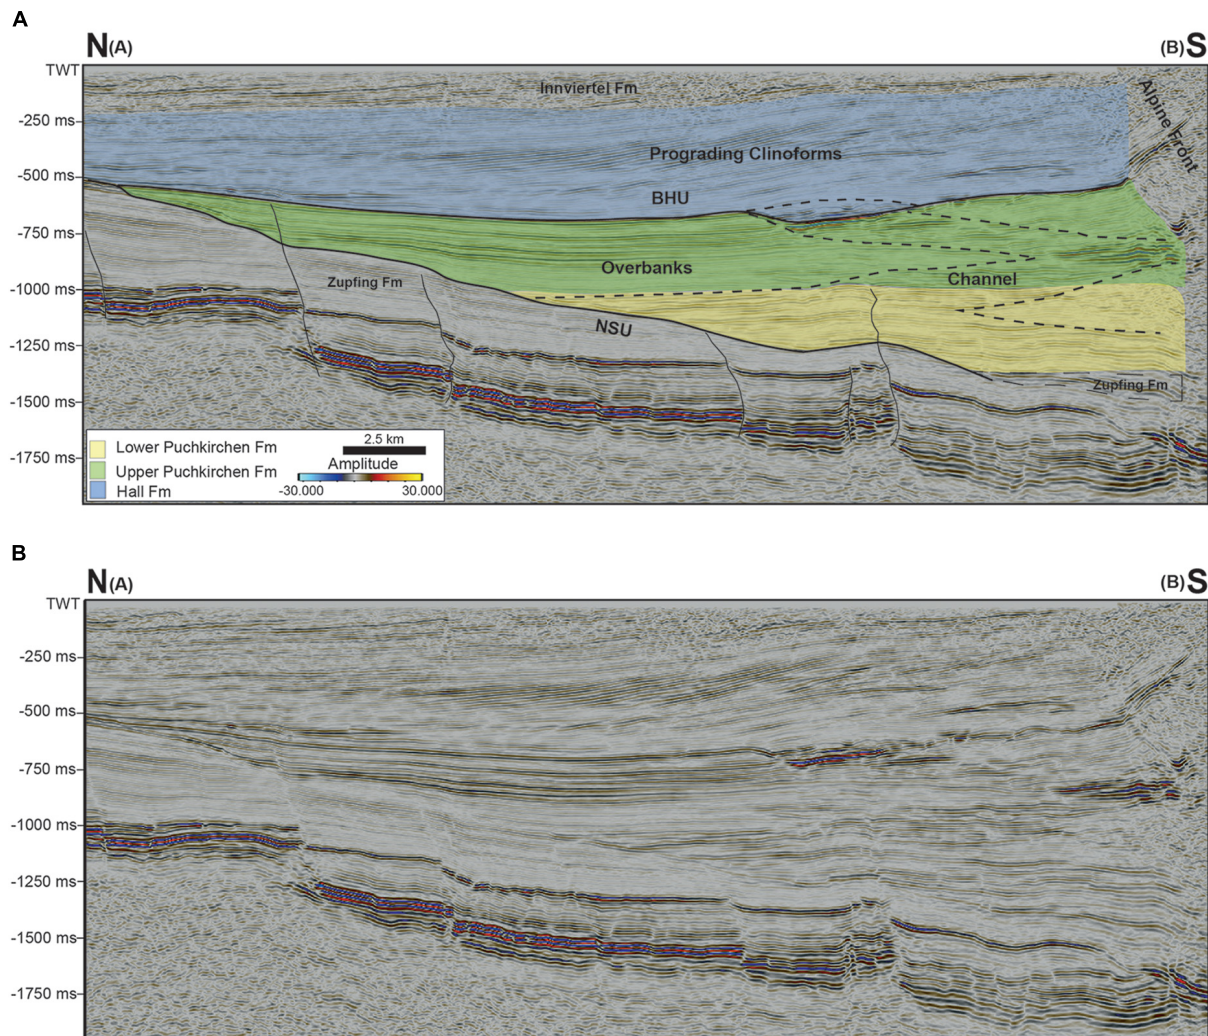 A
N(A)
(B)S
TWT
Innviertel Fm
Alpine Front
-250 ms
Prograding Clinoforms
-500 ms
BHU
-750 ms
Overbanks
Channel
Zupfing Fm
-1000 ms
NSU
-1250 ms
Zupfing Fm
-1500 ms
-1750 ms
Lower Puchkirchen Fm
Upper Puchkirchen Fm
Hall Fm
2.5 km
Amplitude
-30.000
30.000
B
N(A)
(B)S
TWT
-250 ms
-500 ms
-750 ms
-1000 ms
-1250 ms
-1500 ms
-1750 ms